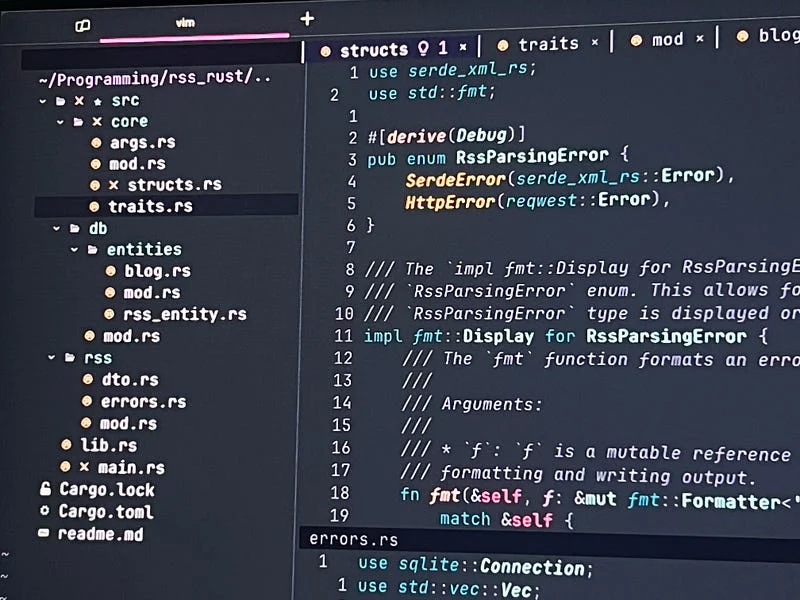 vim
+
~/Programming/rss_rust/..
src
core
args.rs
mod.rs
structs.rs
traits.rs
db
entities
blog.rs
mod.rs
rss_entity.rs
mod.rs
rss
dto.rs
errors.rs
mod.rs
lib.rs
main.rs
Cargo.lock
Cargo.toml
readme.md
~
~
~
structs 1 × | traits × | mod × | blog
1 use serde_xml_rs;
2 use std::fmt;
1
2 #[derive(Debug)]
3 pub enum RssParsingError {
4 SerdeError(serde_xml_rs::Error),
5 HttpError(reqwest::Error),
6 }
7
8 /// The `impl fmt::Display for RssParsingE
9 /// `RssParsingError` enum. This allows fo
10 /// `RssParsingError` type is displayed or
11 impl fmt::Display for RssParsingError {
12 /// The `fmt` function formats an erro
13 ///
14 /// Arguments:
15 ///
16 /// * `f`: `f` is a mutable reference
17 /// formatting and writing output.
18 fn fmt(&self, f: &mut fmt::Formatter<'
19 match &self {
errors.rs
1 use sqlite::Connection;
1 use std::vec::Vec;